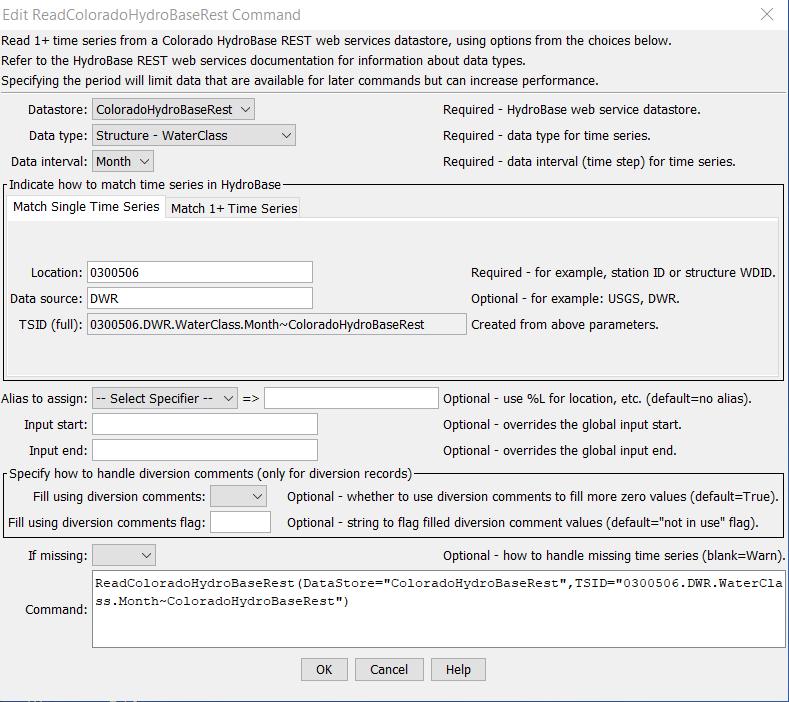 Edit ReadColoradoHydroBaseRest Command
Read 1+ time series from a Colorado HydroBase REST web services datastore, using options from the choices below.
Refer to the HydroBase REST web services documentation for information about data types.
Specifying the period will limit data that are available for later commands but can increase performance.
Datastore: ColoradoHydroBaseRest Required - HydroBase web service datastore.
Data type: Structure - WaterClass Required - data type for time series.
Data interval: Month Required - data interval (time step) for time series.
Indicate how to match time series in HydroBase
Match Single Time Series Match 1+ Time Series
Location: 0300506 Required - for example, station ID or structure WDID.
Data source: DWR Optional - for example: USGS, DWR.
TSID (full): 0300506.DWR.WaterClass.Month~ColoradoHydroBaseRest Created from above parameters.
Alias to assign: -- Select Specifier -- => Optional - use %L for location, etc. (default=no alias).
Input start: Optional - overrides the global input start.
Input end: Optional - overrides the global input end.
Specify how to handle diversion comments (only for diversion records)
Fill using diversion comments: Optional - whether to use diversion comments to fill more zero values (default=True).
Fill using diversion comments flag: Optional - string to flag filled diversion comment values (default="not in use" flag).
If missing: Optional - how to handle missing time series (blank=Warn).
Command: ReadColoradoHydroBaseRest(DataStore="ColoradoHydroBaseRest",TSID="0300506.DWR.WaterCla
ss.Month~ColoradoHydroBaseRest")
OK Cancel Help